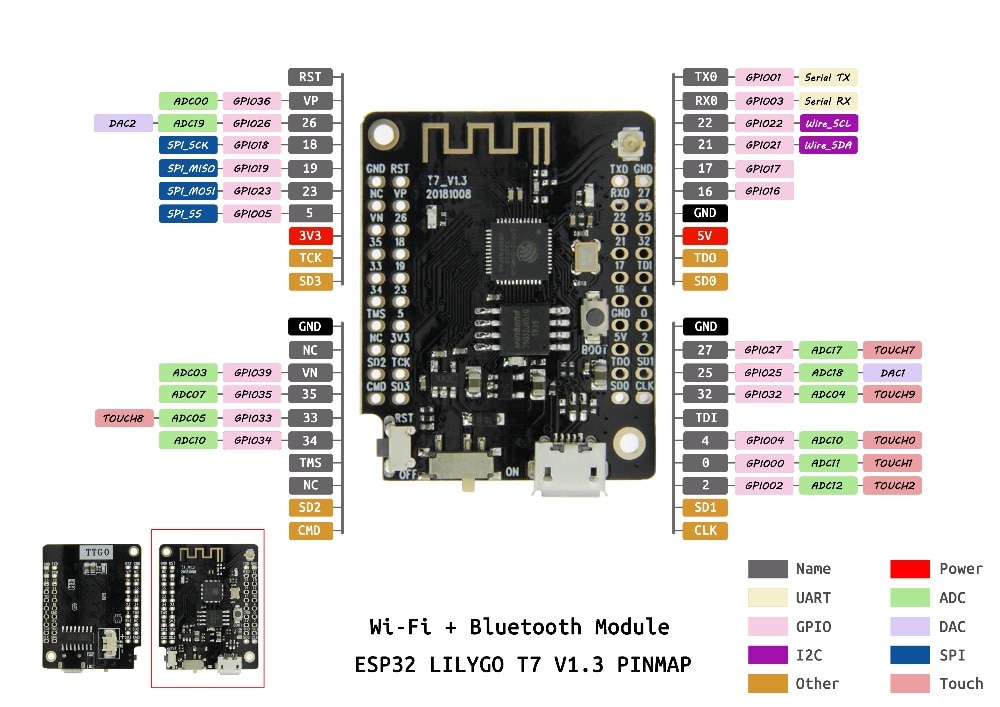 RST
ADC00 GPIO36 VP
DAC2 ADC19 GPIO26 26
SPI_SCK GPIO18 18
SPI_MISO GPIO19 19
SPI_MOSI GPIO23 23
SPI_SS GPIO05 5
3V3
TCK
SD3
GND
NC
ADC03 GPIO39 VN
ADC07 GPIO35 35
TOUCH8 ADC05 GPIO33 33
ADC10 GPIO34 34
TMS
NC
SD2
CMD
GND RST
NC VP
VN 26
35 18
33 19
34 23
TMS 5
NC 3V3
SD2 TCK
CMD SD3
RST
T7_V1.3
20181008
winbond
BOOT
OFF
ON
TXD GND
RXD 27
22 25
21 32
17 TDI
16 4
GND 0
5V 2
TDO SD1
SD0 CLK
TX0 GPIO01 Serial TX
RX0 GPIO03 Serial RX
22 GPIO22 Wire_SCL
21 GPIO21 Wire_SDA
17 GPIO17
16 GPIO16
GND
5V
TDO
SD0
GND
27 GPIO27 ADC17 TOUCH7
25 GPIO25 ADC18 DAC1
32 GPIO32 ADC04 TOUCH9
TDI
4 GPIO04 ADC10 TOUCH0
0 GPIO00 ADC11 TOUCH1
2 GPIO02 ADC12 TOUCH2
SD1
CLK
TTGO
Wi-Fi + Bluetooth Module
ESP32 LILYGO T7 V1.3 PINMAP
Name Power
UART ADC
GPIO DAC
I2C SPI
Other Touch